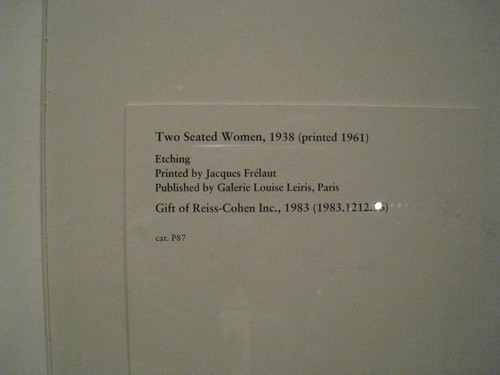 Two Seated Women, 1938 (printed 1961)
Etching
Printed by Jacques Frélaut
Published by Galerie Louise Leiris, Paris
Gift of Reiss-Cohen Inc., 1983
cat. P87